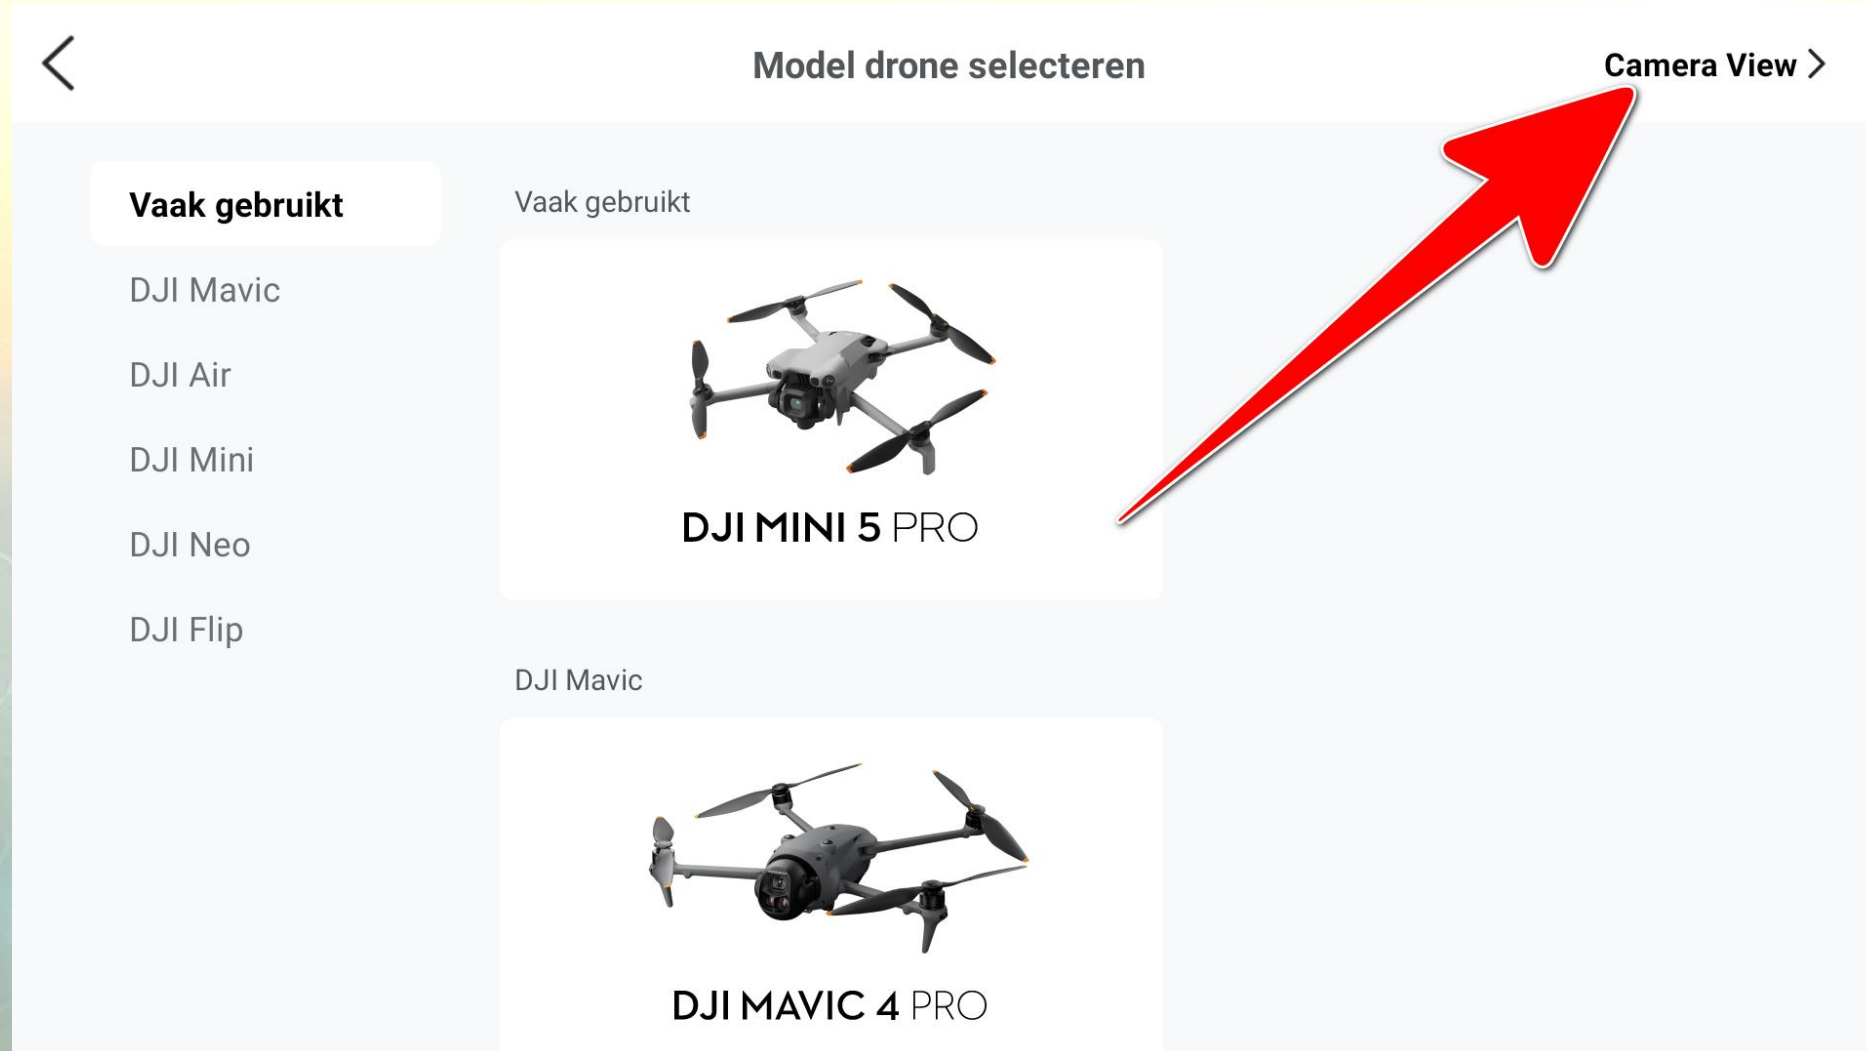 Model drone selecteren
Camera View
Vaak gebruikt
DJI Mavic
DJI Air
DJI Mini
DJI Neo
DJI Flip
Vaak gebruikt
DJI MINI 5 PRO
DJI Mavic
DJI MAVIC 4 PRO